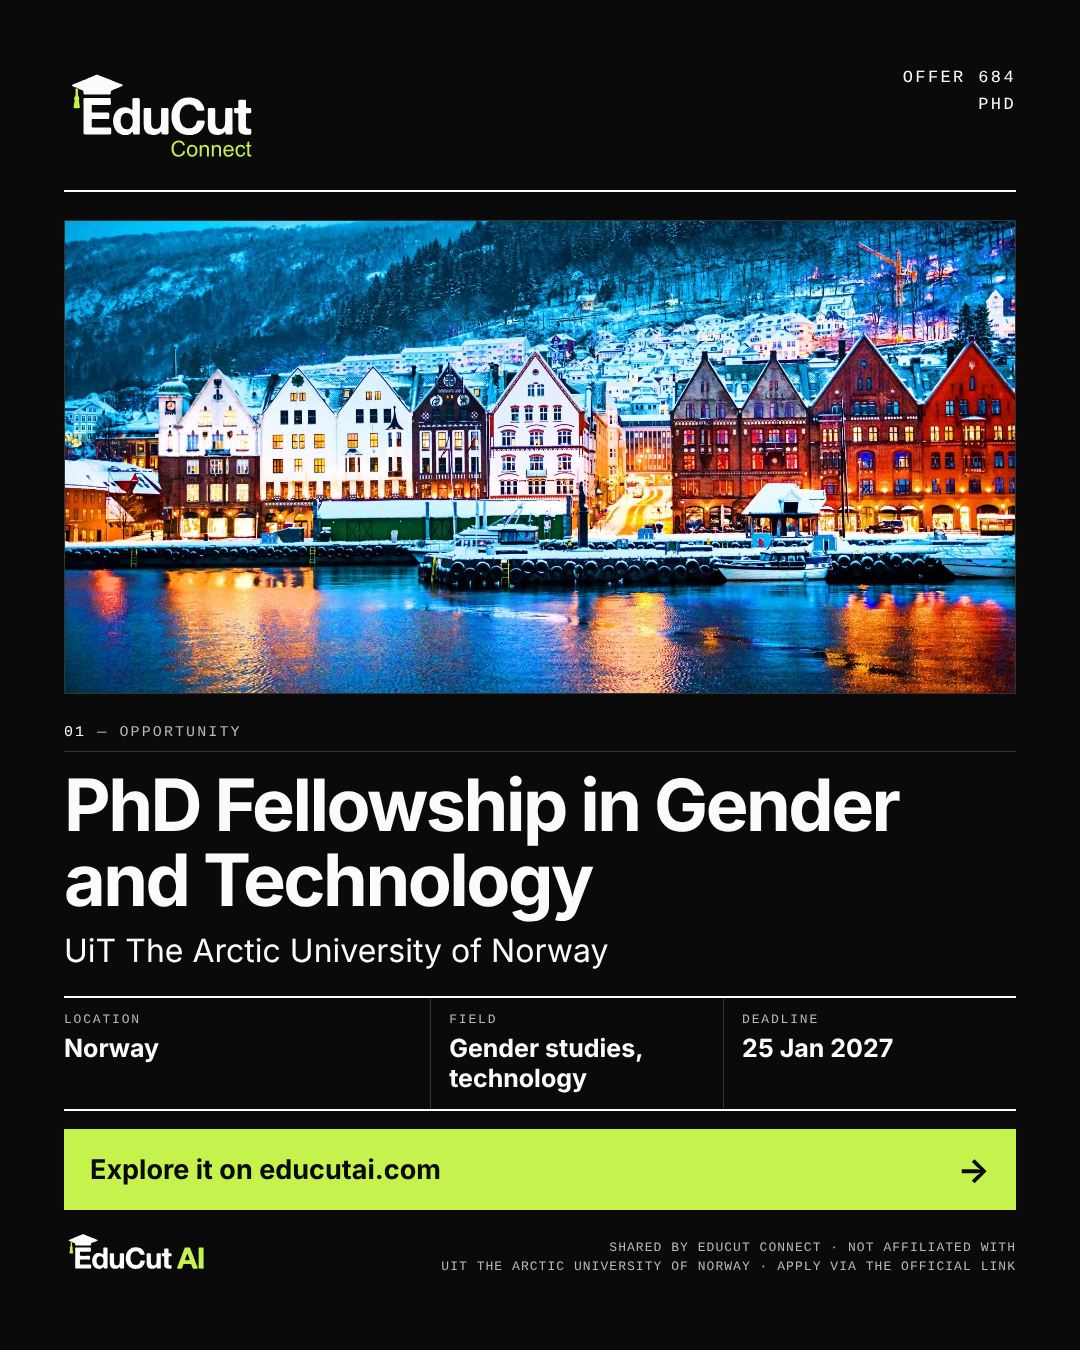 EduCut
Connect
OFFER 684
PHD
01 — OPPORTUNITY
PhD Fellowship in Gender
and Technology
UiT The Arctic University of Norway
LOCATION
Norway
FIELD
Gender studies,
technology
DEADLINE
25 Jan 2027
Explore it on educutai.com →
EduCut AI
SHARED BY EDUCUT CONNECT · NOT AFFILIATED WITH
UIT THE ARCTIC UNIVERSITY OF NORWAY · APPLY VIA THE OFFICIAL LINK